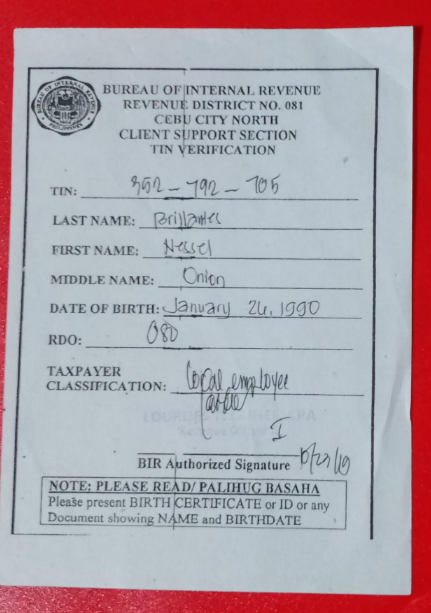 BUREAU OF INTERNAL REVENUE
REVENUE DISTRICT NO. 081
CEBU CITY NORTH
CLIENT SUPPORT SECTION
TIN VERIFICATION
TIN: 352-792-705
LAST NAME: Brillantes
FIRST NAME: Nessel
MIDDLE NAME: Onlon
DATE OF BIRTH: January 26, 1990
RDO: 080
TAXPAYER
CLASSIFICATION: Local employee
I
BIR Authorized Signature 10/23/19
NOTE: PLEASE READ/ PALIHUG BASAHA
Please present BIRTH CERTIFICATE or ID or any
Document showing NAME and BIRTHDATE